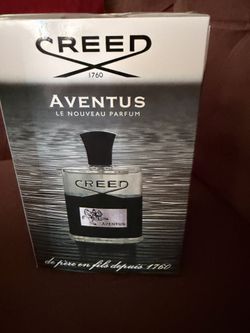 CREED
1760
AVENTUS
LE NOUVEAU PARFUM
CREED
AVENTUS
de père en fils depuis 1760